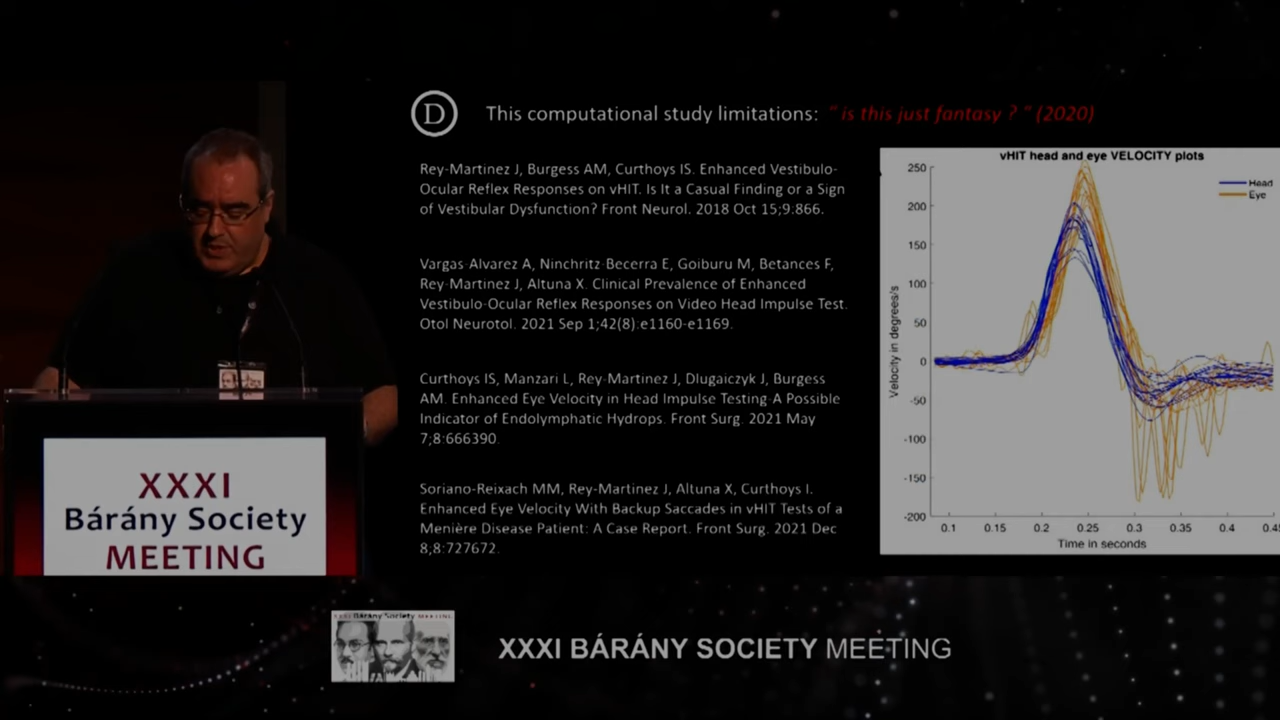 D This computational study limitations: " is this just fantasy ? " (2020)
Rey-Martinez J, Burgess AM, Curthoys IS. Enhanced Vestibulo-
Ocular Reflex Responses on vHIT. Is It a Casual Finding or a Sign
of Vestibular Dysfunction? Front Neurol. 2018 Oct 15;9:866.
Vargas-Alvarez A, Ninchritz-Becerra E, Goiburu M, Betances F,
Rey-Martinez J, Altuna X. Clinical Prevalence of Enhanced
Vestibulo-Ocular Reflex Responses on Video Head Impulse Test.
Otol Neurotol. 2021 Sep 1;42(8):e1160-e1169.
Curthoys IS, Manzari L, Rey-Martinez J, Dlugaiczyk J, Burgess
AM. Enhanced Eye Velocity in Head Impulse Testing-A Possible
Indicator of Endolymphatic Hydrops. Front Surg. 2021 May
7;8:666390.
Soriano-Reixach MM, Rey-Martinez J, Altuna X, Curthoys I.
Enhanced Eye Velocity With Backup Saccades in vHIT Tests of a
Menière Disease Patient: A Case Report. Front Surg. 2021 Dec
8;8:727672.
vHIT head and eye VELOCITY plots
Head
Eye
250
200
150
100
50
0
-50
-100
-150
-200
Velocity in degrees/s
0.1 0.15 0.2 0.25 0.3 0.35 0.4 0.45
Time in seconds
XXXI
Bárány Society
MEETING
XXXI Bárány Society MEETING
XXXI BÁRÁNY SOCIETY MEETING